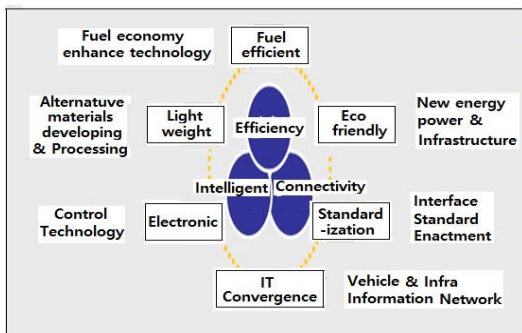 Fuel economy
enhance technology
Fuel
efficient
Alternatuve
materials
developing
& Processing
Light
weight
Efficiency
Eco
friendly
New energy
power &
Infrastructure
Intelligent
Connectivity
Control
Technology
Electronic
Standard
-ization
Interface
Standard
Enactment
IT
Convergence
Vehicle & Infra
Information Network